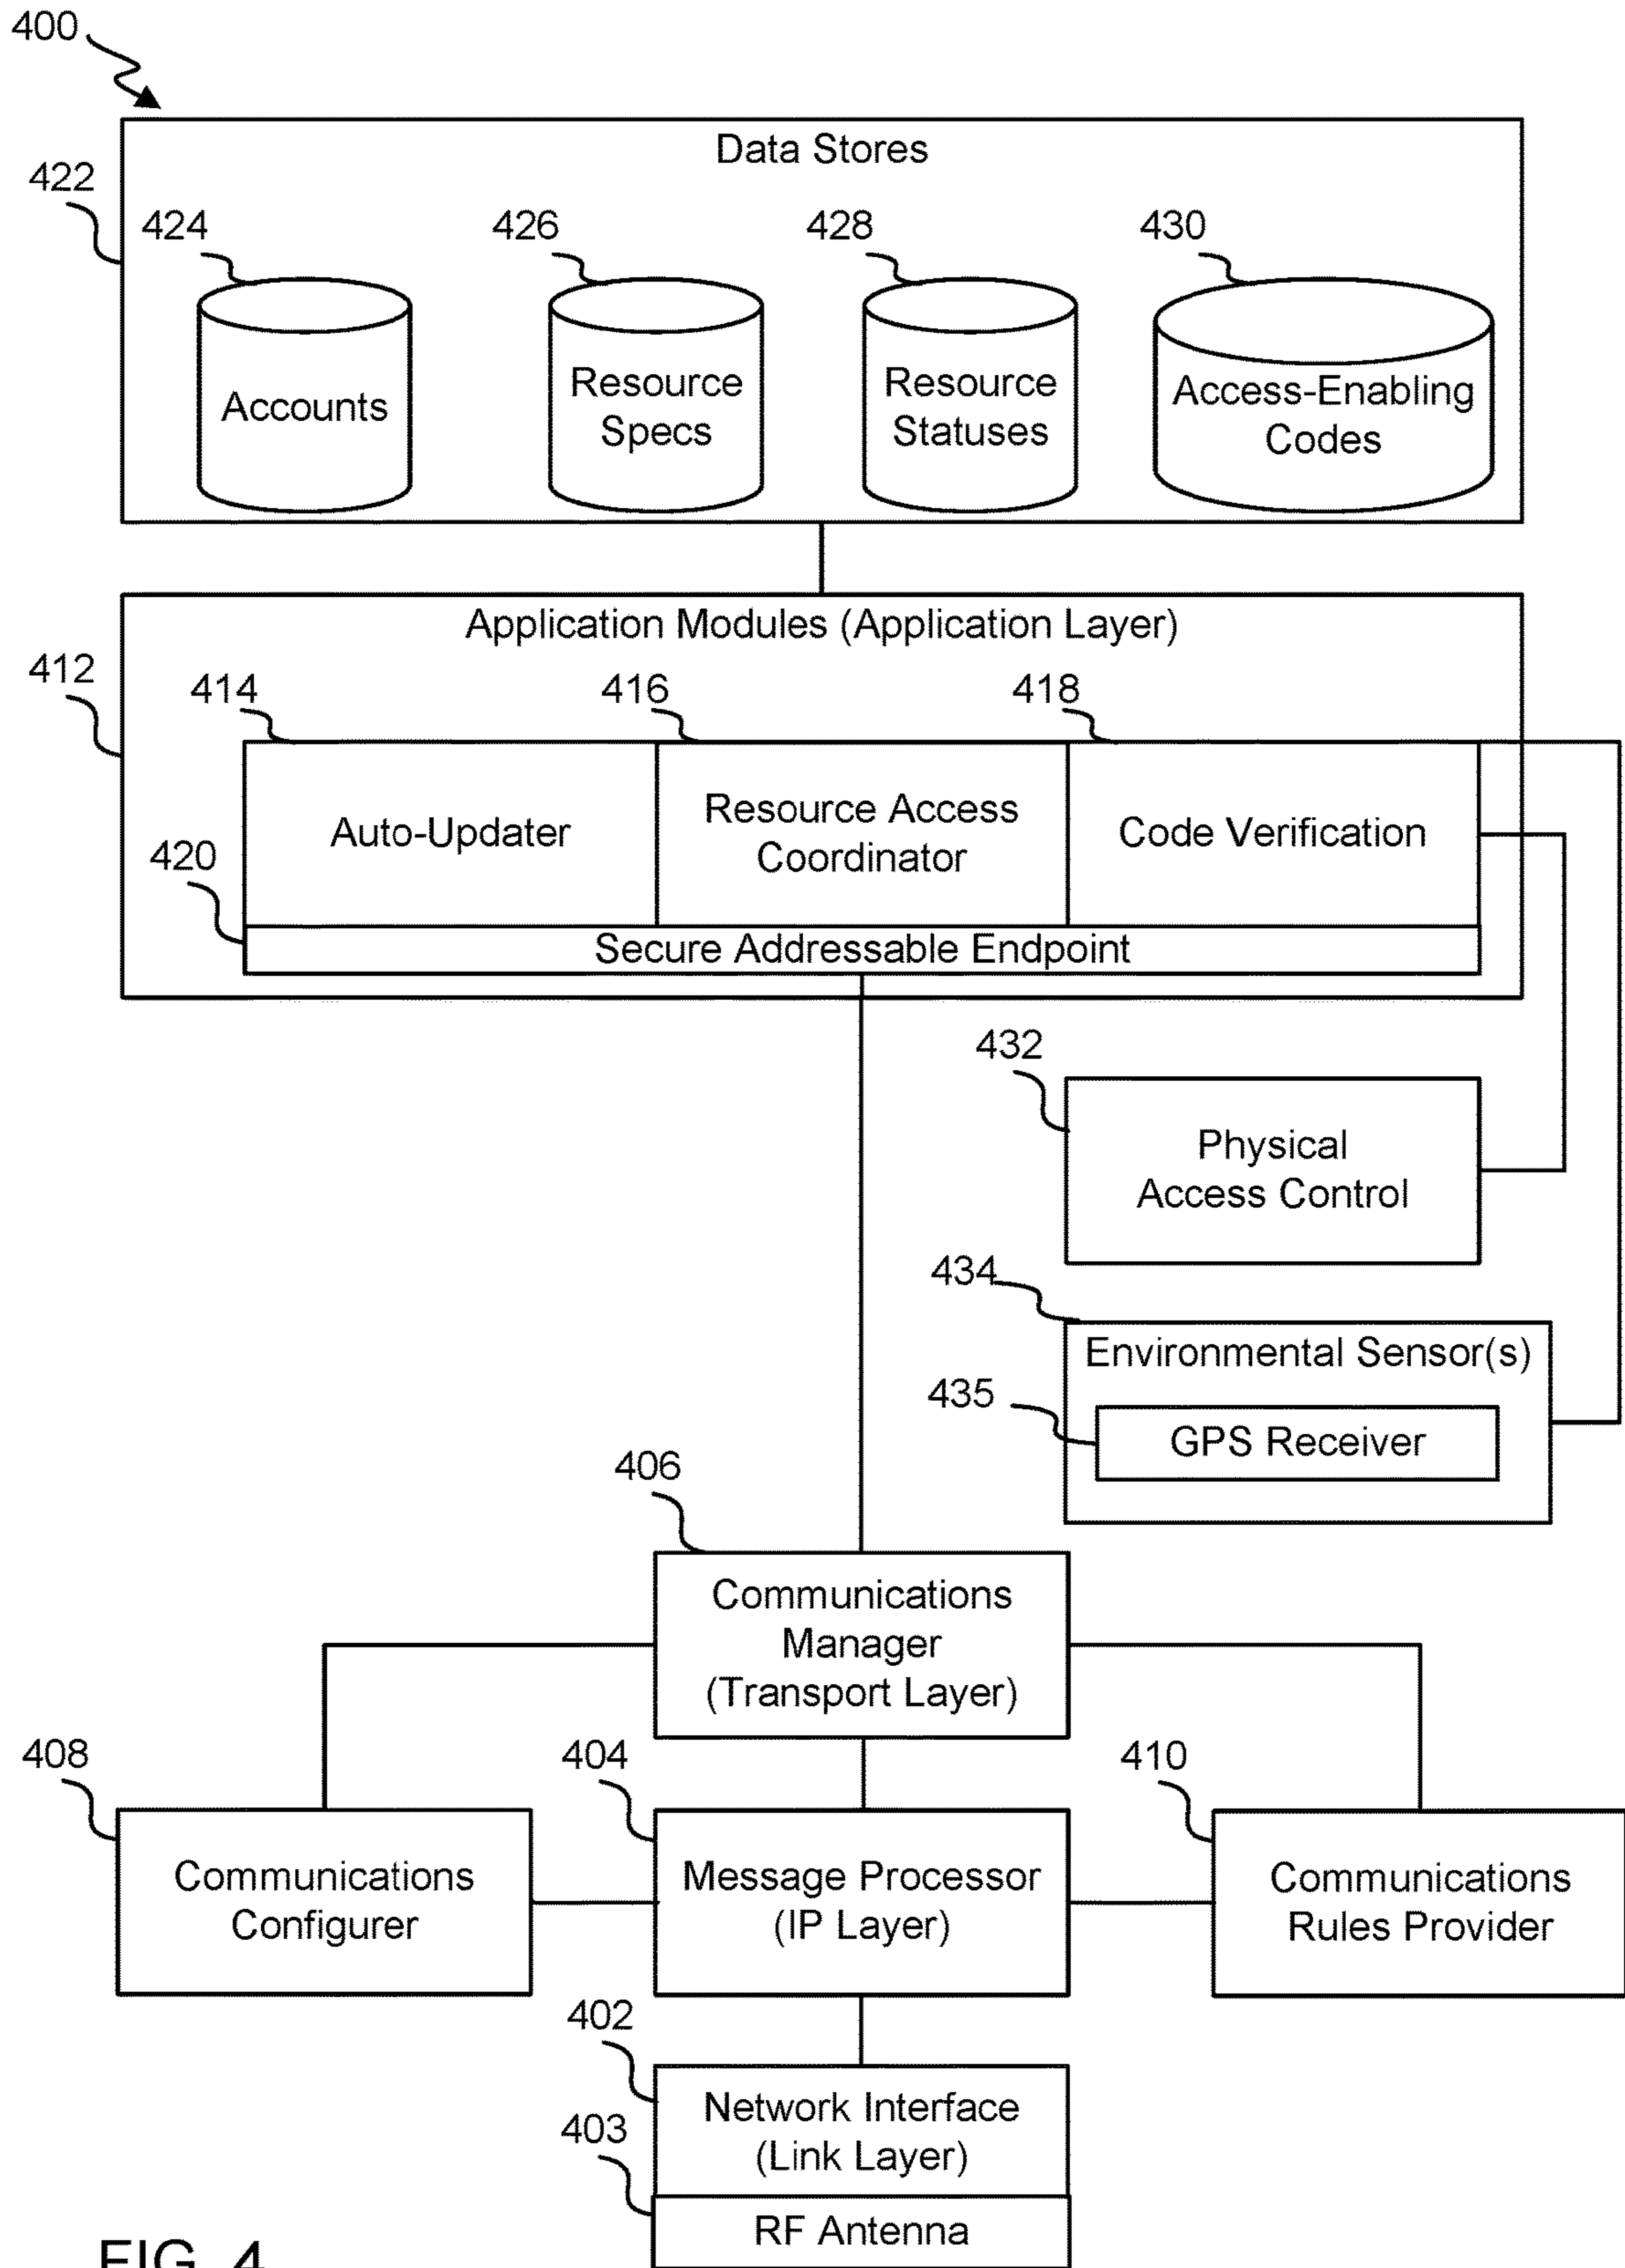 400
Data Stores
422
424
426
428
430
Accounts
Resource
Specs
Resource
Statuses
Access-Enabling
Codes
Application Modules (Application Layer)
412
414
416
418
Auto-Updater
Resource Access
Coordinator
Code Verification
420
Secure Addressable Endpoint
432
Physical
Access Control
434
Environmental Sensor(s)
435
GPS Receiver
406
Communications
Manager
(Transport Layer)
408
404
410
Communications
Configurer
Message Processor
(IP Layer)
Communications
Rules Provider
402
Network Interface
(Link Layer)
403
RF Antenna
FIG. 4